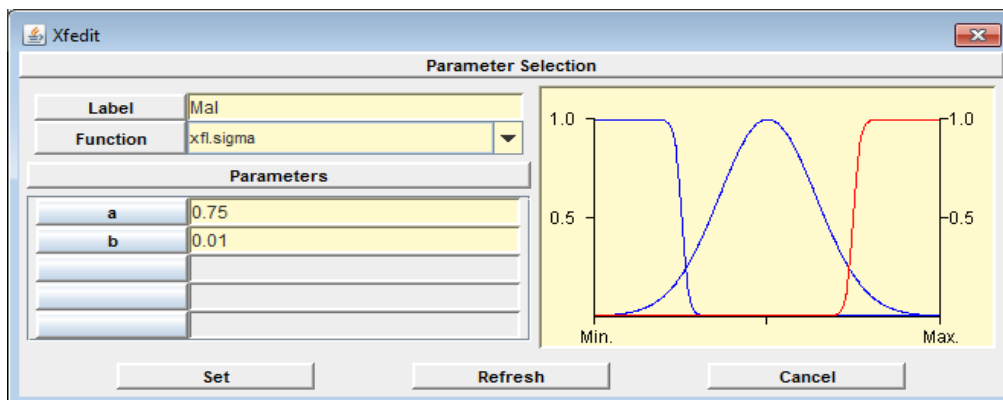 Xfedit
Parameter Selection
Label Mal
Function xfl.sigma
Parameters
a 0.75
b 0.01
1.0 1.0
0.5 0.5
Min. Max.
Set Refresh Cancel